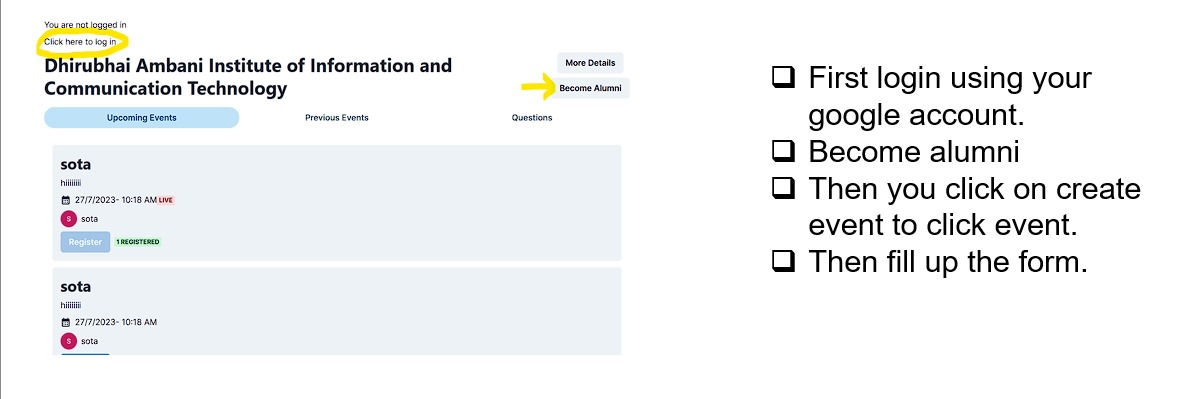 You are not logged in
Click here to log in
Dhirubhai Ambani Institute of Information and
Communication Technology
More Details
Become Alumni
Upcoming Events
Previous Events
Questions
sota
hiiiiiiii
27/7/2023- 10:18 AM LIVE
S sota
Register 1 REGISTERED
sota
hiiiiiiii
27/7/2023- 10:18 AM
S sota
First login using your
google account.
Become alumni
Then you click on create
event to click event.
Then fill up the form.